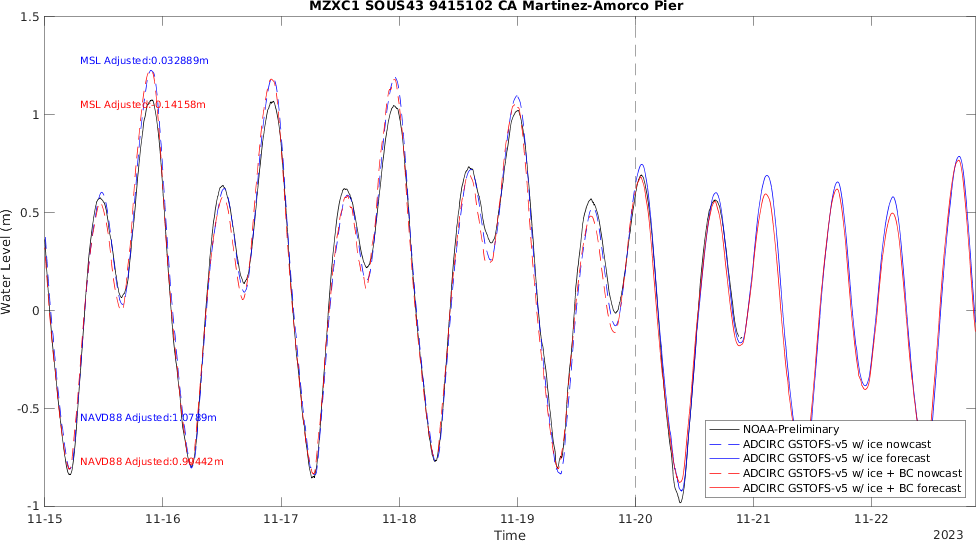 MZXC1 SOUS43 9415102 CA Martinez-Amorco Pier
1.5
MSL Adjusted:0.032889m
MSL Adjusted:-0.14158m
1
0.5
Water Level (m)
0
-0.5
NAVD88 Adjusted:1.0789m
NAVD88 Adjusted:0.90442m
-1
NOAA-Preliminary
ADCIRC GSTOFS-v5 w/ ice nowcast
ADCIRC GSTOFS-v5 w/ ice forecast
ADCIRC GSTOFS-v5 w/ ice + BC nowcast
ADCIRC GSTOFS-v5 w/ ice + BC forecast
11-15
11-16
11-17
11-18
11-19
11-20
11-21
11-22
Time
2023